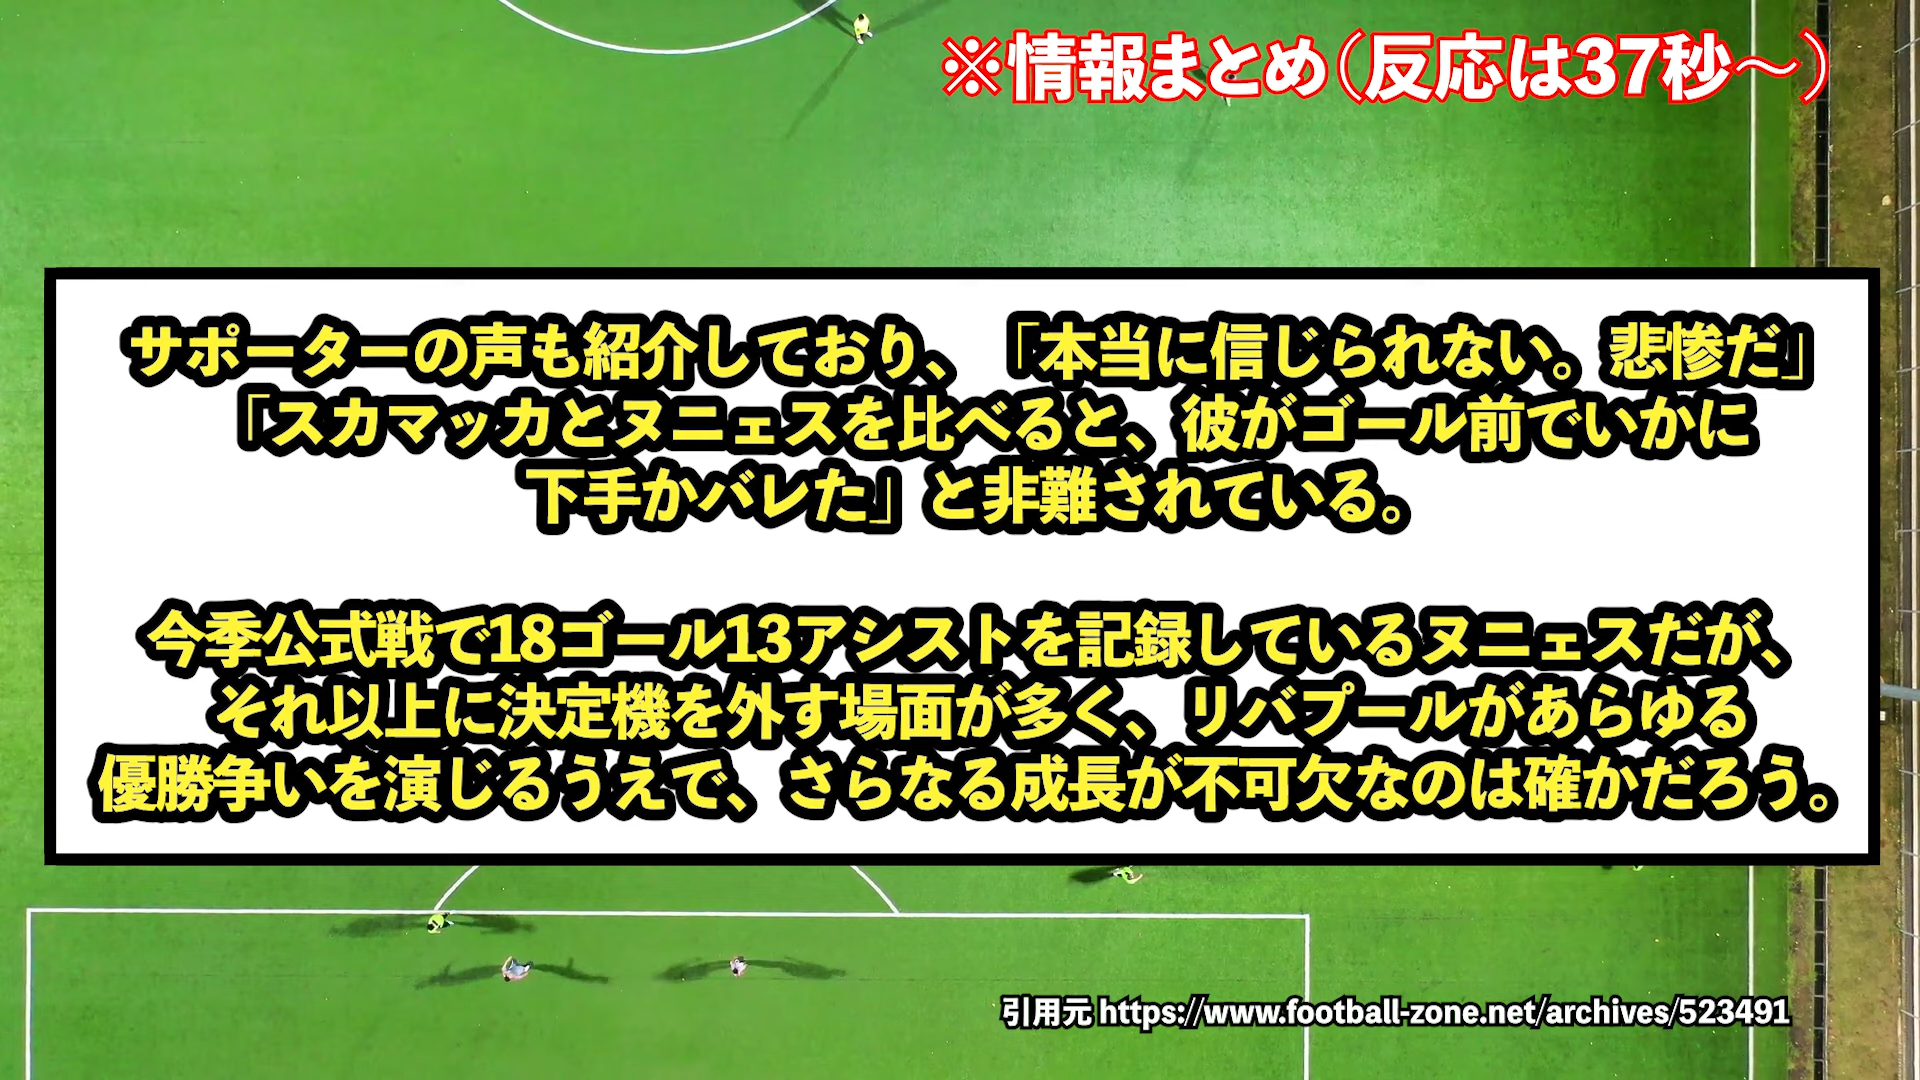 ※情報まとめ（反応は37秒～）
サポーターの声も紹介しており、「本当に信じられない。悲惨だ」
「スカマッカとヌニェスを比べると、彼がゴール前でいかに
下手かバレた」と非難されている。
今季公式戦で18ゴール13アシストを記録しているヌニェスだが、
それ以上に決定機を外す場面が多く、リバプールがあらゆる
優勝争いを演じるうえで、さらなる成長が不可欠なのは確かだろう。
引用元 https://www.football-zone.net/archives/523491